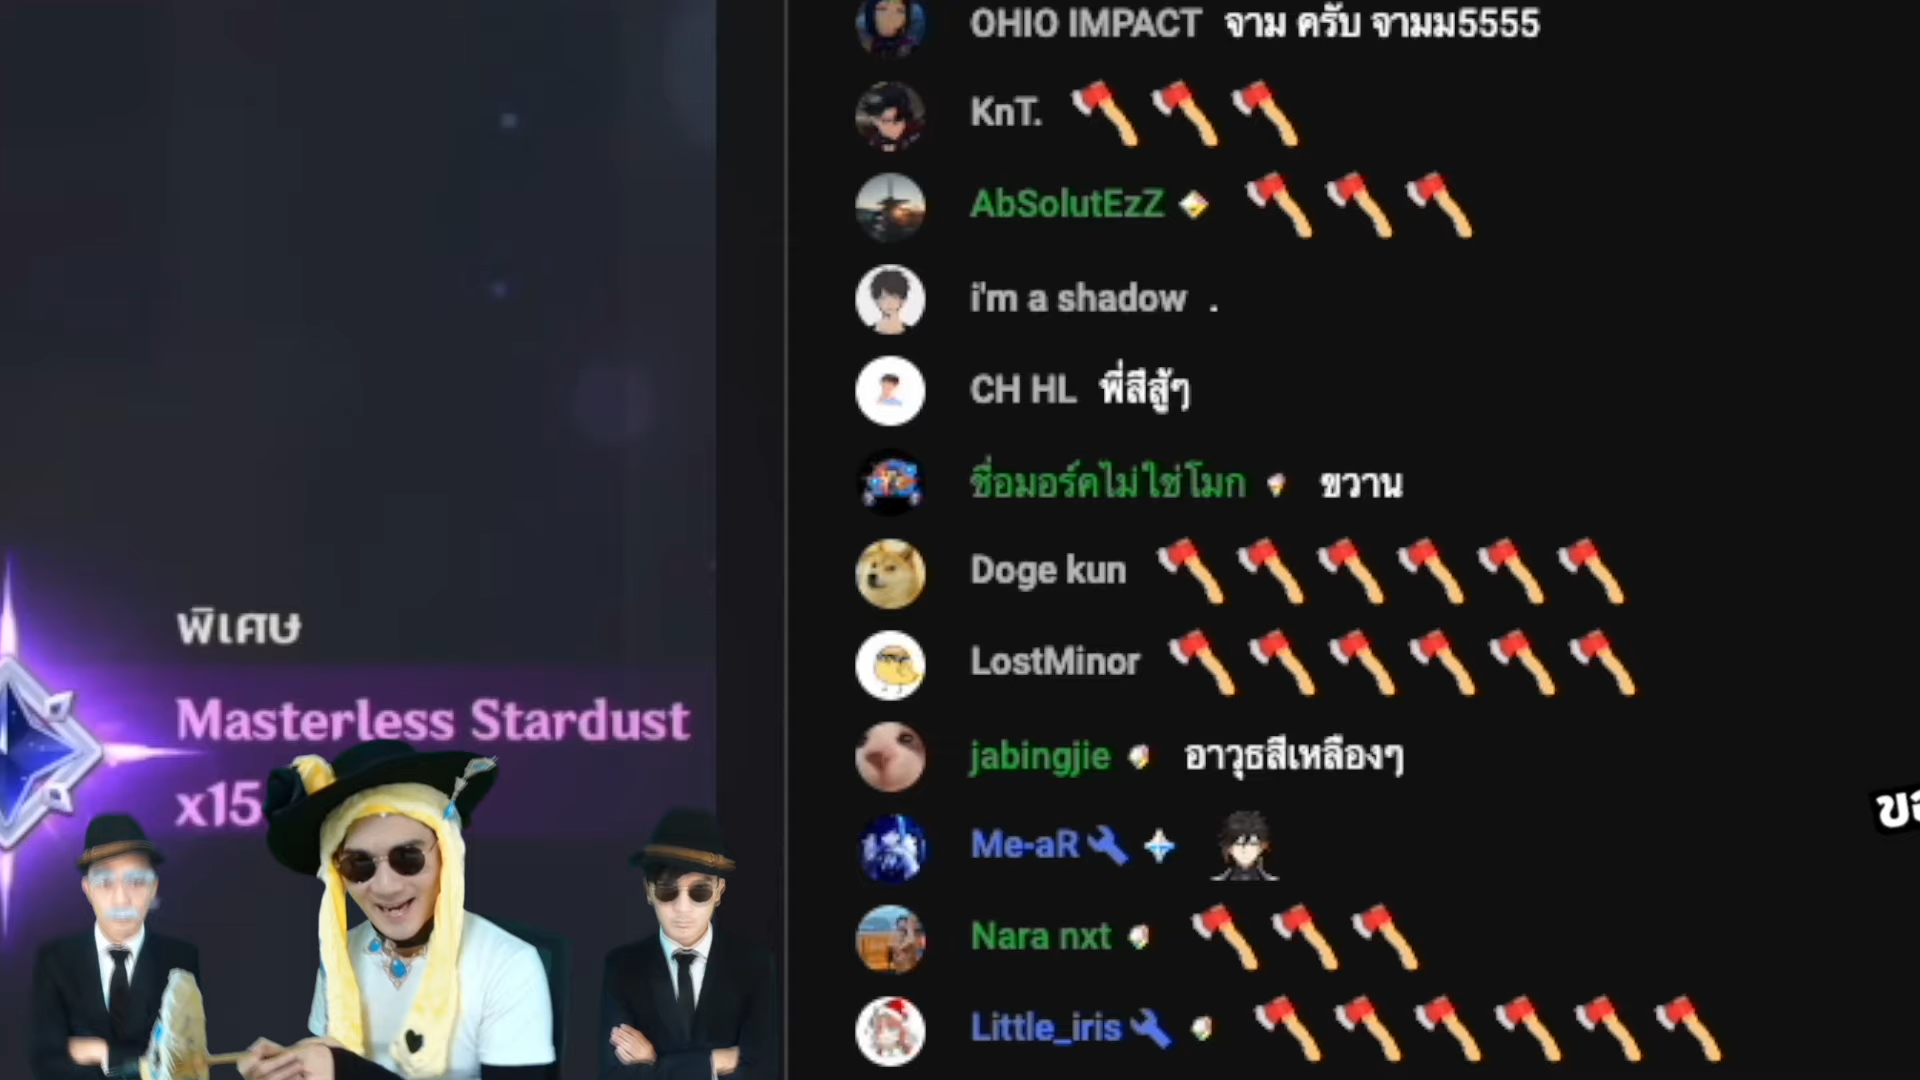 OHIO IMPACT จาม ครับ จามม5555
KnT.
AbSolutEzZ
i'm a shadow .
CH HL พี่สีสู้ๆ
ชื่อมอร์คไม่ใช่โมก ขวาน
Doge kun
LostMinor
jabingjie อาวุธสีเหลืองๆ
Me-aR
Nara nxt
Little_iris
พิเศษ
Masterless Stardust
x15